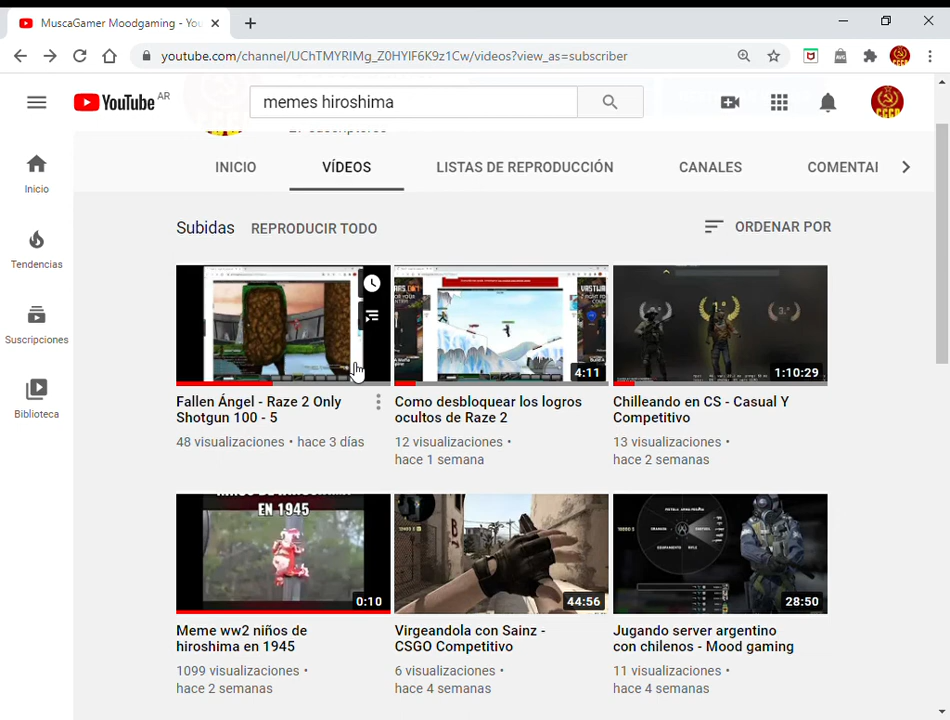 MuscaGamer Moodgaming - You
youtube.com/channel/UChTMYRIMg_Z0HYIF6K9z1Cw/videos?view_as=subscriber
YouTube AR
memes hiroshima
INICIO
VÍDEOS
LISTAS DE REPRODUCCIÓN
CANALES
COMENTAI
Inicio
Tendencias
Suscripciones
Biblioteca
Subidas
REPRODUCIR TODO
ORDENAR POR
4:11
1:10:29
Fallen Ángel - Raze 2 Only
Shotgun 100 - 5
48 visualizaciones • hace 3 días
Como desbloquear los logros
ocultos de Raze 2
12 visualizaciones •
hace 1 semana
Chilleando en CS - Casual Y
Competitivo
13 visualizaciones •
hace 2 semanas
EN 1945
0:10
44:56
28:50
Meme ww2 niños de
hiroshima en 1945
1099 visualizaciones •
hace 2 semanas
Virgeandola con Sainz -
CSGO Competitivo
6 visualizaciones •
hace 4 semanas
Jugando server argentino
con chilenos - Mood gaming
11 visualizaciones •
hace 4 semanas